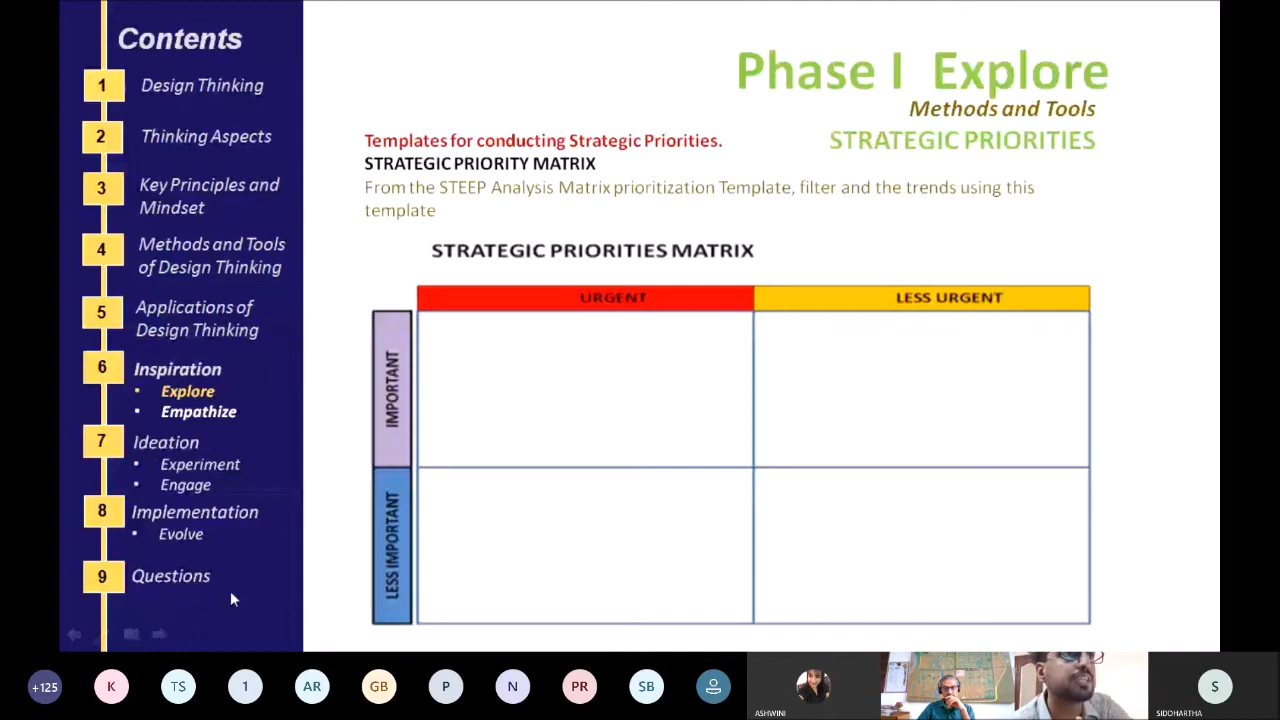 Contents
1
Design Thinking
2
Thinking Aspects
3
Key Principles and
Mindset
4
Methods and Tools
of Design Thinking
5
Applications of
Design Thinking
6
Inspiration
• Explore
• Empathize
7
Ideation
• Experiment
• Engage
8
Implementation
• Evolve
9
Questions
Phase I Explore
Methods and Tools
STRATEGIC PRIORITIES
Templates for conducting Strategic Priorities.
STRATEGIC PRIORITY MATRIX
From the STEEP Analysis Matrix prioritization Template, filter and the trends using this
template
STRATEGIC PRIORITIES MATRIX
URGENT
LESS URGENT
IMPORTANT
LESS IMPORTANT
+125
K
TS
1
AR
GB
P
N
PR
SB
ASHWINI
S
SIDDHARTHA